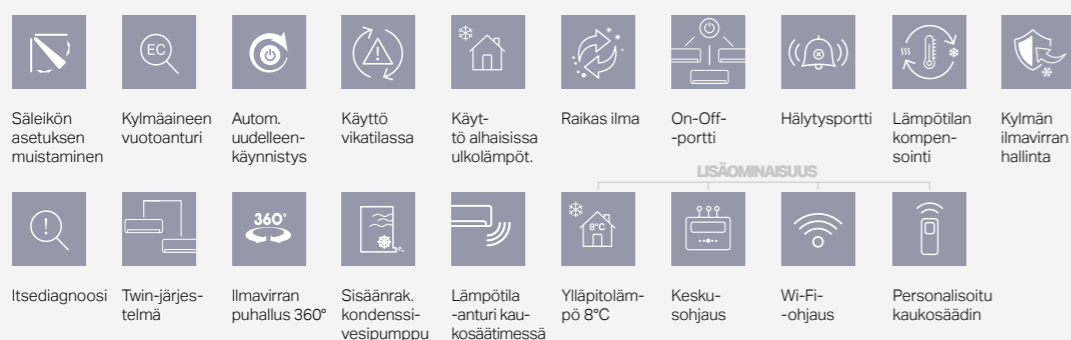 EC
Säleikön
asetuksen
muistaminen
Kylmäaineen
vuotoanturi
Autom.
uudelleen-
käynnistys
Käyttö
vikatilassa
Käyt-
tö alhaisissa
ulkolämpöt.
Raikas ilma
On-Off-
-portti
Hälytysportti
Lämpötilan
kompen-
sointi
Kylmän
ilmavirran
hallinta
LISÄOMINAISUUS
360°
8°C
Itsediagnoosi
Twin-järjes-
telmä
Ilmavirran
puhallus 360°
Sisäänrak.
kondenssi-
vesipumppu
Lämpötila
-anturi kau-
kosäätimessä
Ylläpitoläm-
pö 8°C
Kesku-
sohjaus
Wi-Fi-
-ohjaus
Personalisoitu
kaukosäädin